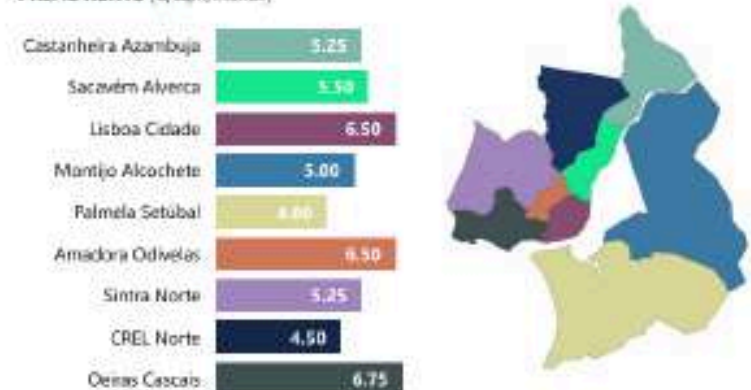 Castanheira Azambuja 5.25
Sacavém Alverca 5.50
Lisboa Cidade 6.50
Montijo Alcochete 5.00
Palmela Setúbal 4.00
Amadora Odivelas 6.50
Sintra Norte 5.25
CREL Norte 4.50
Oeiras Cascais 6.75